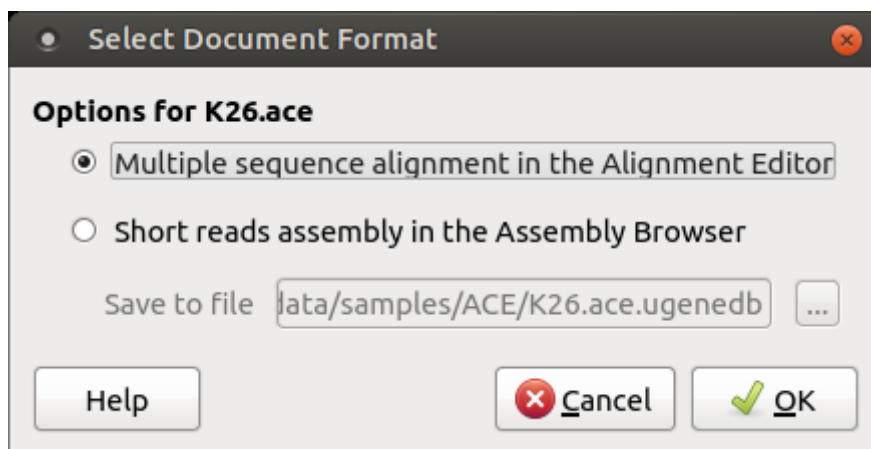 Select Document Format
Options for K26.ace
Multiple sequence alignment in the Alignment Editor
Short reads assembly in the Assembly Browser
Save to file data/samples/ACE/K26.ace.ugenedb ...
Help Cancel OK